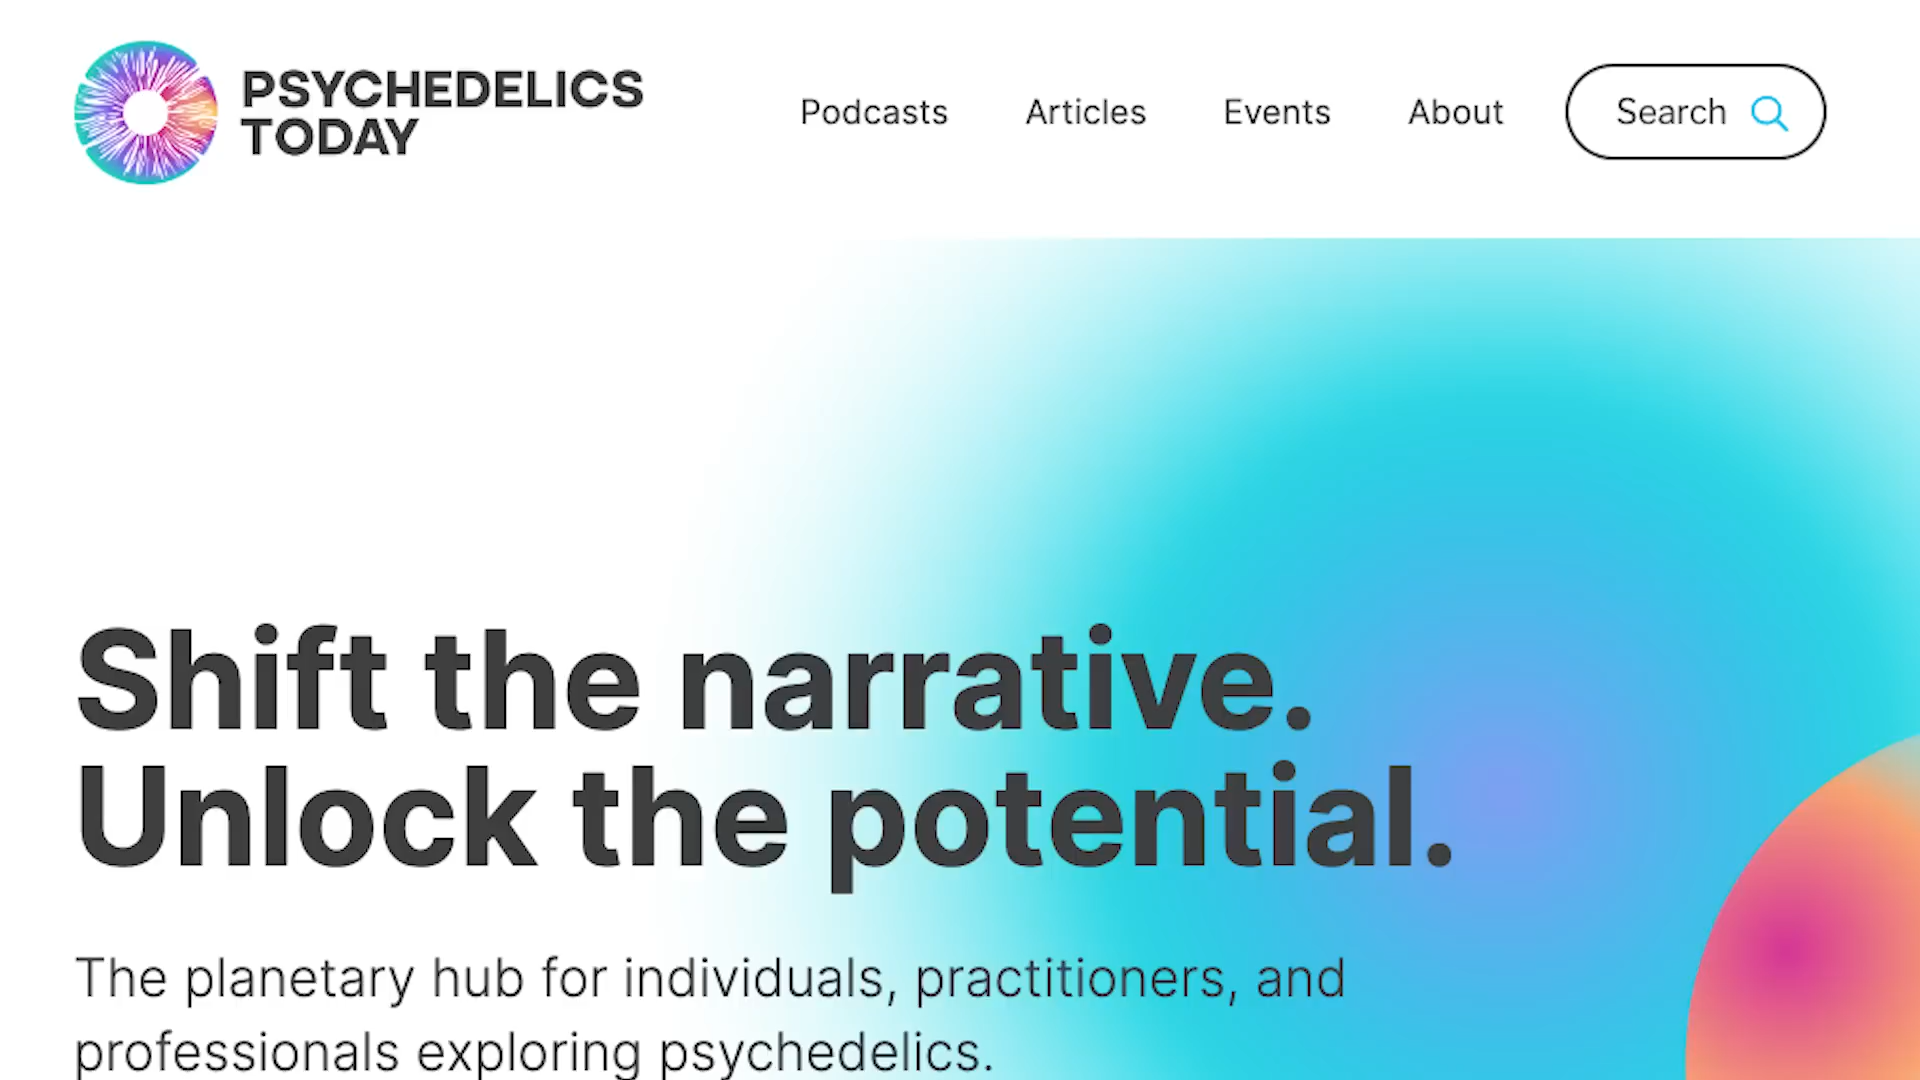 PSYCHEDELICS
TODAY
Podcasts Articles Events About Search
Shift the narrative.
Unlock the potential.
The planetary hub for individuals, practitioners, and
professionals exploring psychedelics.